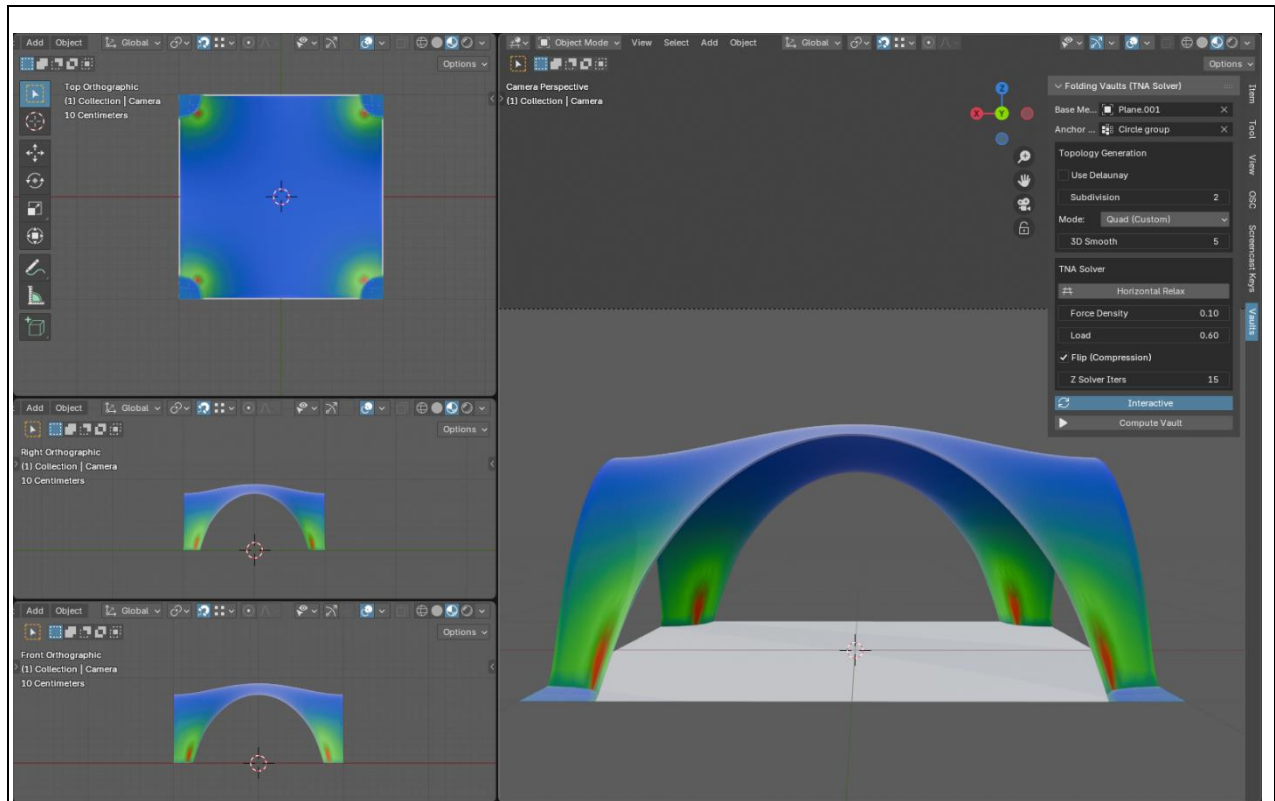 Add Object Global
Options
Top Orthographic
(1) Collection | Camera
10 Centimeters
Add Object Global
Options
Right Orthographic
(1) Collection | Camera
10 Centimeters
Add Object Global
Options
Front Orthographic
(1) Collection | Camera
10 Centimeters
Object Mode View Select Add Object Global
Options
Camera Perspective
(1) Collection | Camera
Z
X
Y
Folding Vaults (TNA Solver)
Base Me... Plane.001
Anchor ... Circle group
Topology Generation
Use Delaunay
Subdivision 2
Mode: Quad (Custom)
3D Smooth 5
TNA Solver
Horizontal Relax
Force Density 0.10
Load 0.60
Flip (Compression)
Z Solver Iters 15
Interactive
Compute Vault
Item
Tool
View
OSC
Screencast Keys
Vaults